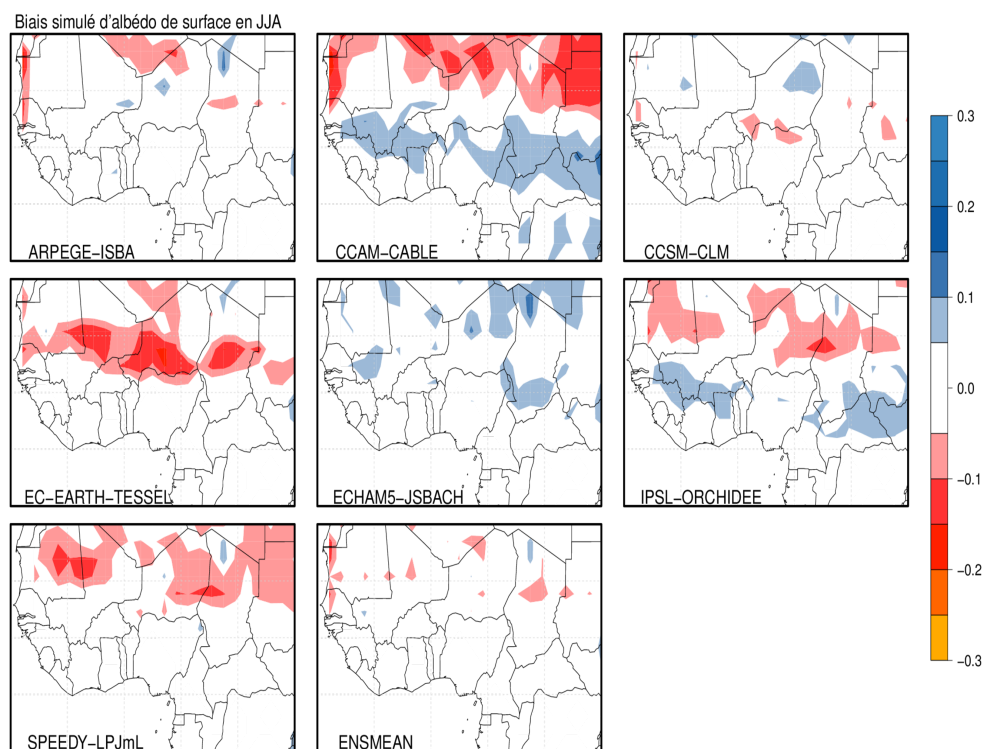 Biais simulé d'albédo de surface en JJA
ARPEGE−ISBA
CCAM−CABLE
CCSM−CLM
EC−EARTH−TESSEL
ECHAM5−JSBACH
IPSL−ORCHIDEE
SPEEDY−LPJmL
ENSMEAN
0.3
0.2
0.1
0.0
−0.1
−0.2
−0.3